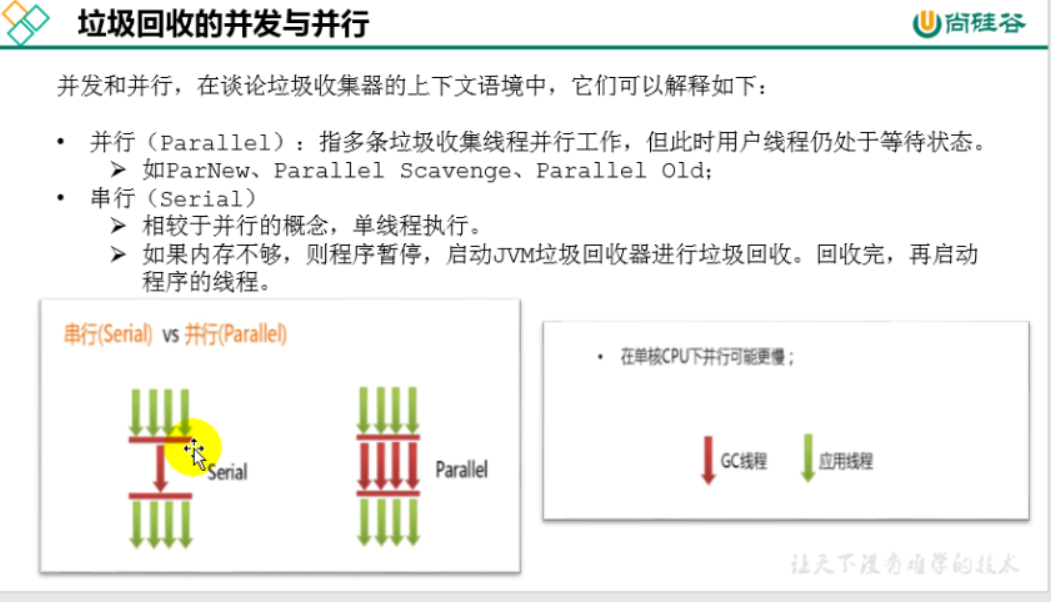 垃圾回收的并发与并行
尚硅谷
并发和并行，在谈论垃圾收集器的上下文语境中，它们可以解释如下：
• 并行（Parallel）：指多条垃圾收集线程并行工作，但此时用户线程仍处于等待状态。
➢ 如ParNew、Parallel Scavenge、Parallel Old；
• 串行（Serial）
➢ 相较于并行的概念，单线程执行。
➢ 如果内存不够，则程序暂停，启动JVM垃圾回收器进行垃圾回收。回收完，再启动
程序的线程。
串行(Serial) vs 并行(Parallel)
Serial
Parallel
• 在单核CPU下并行可能更慢；
GC线程
应用线程
让天下没有难学的技术